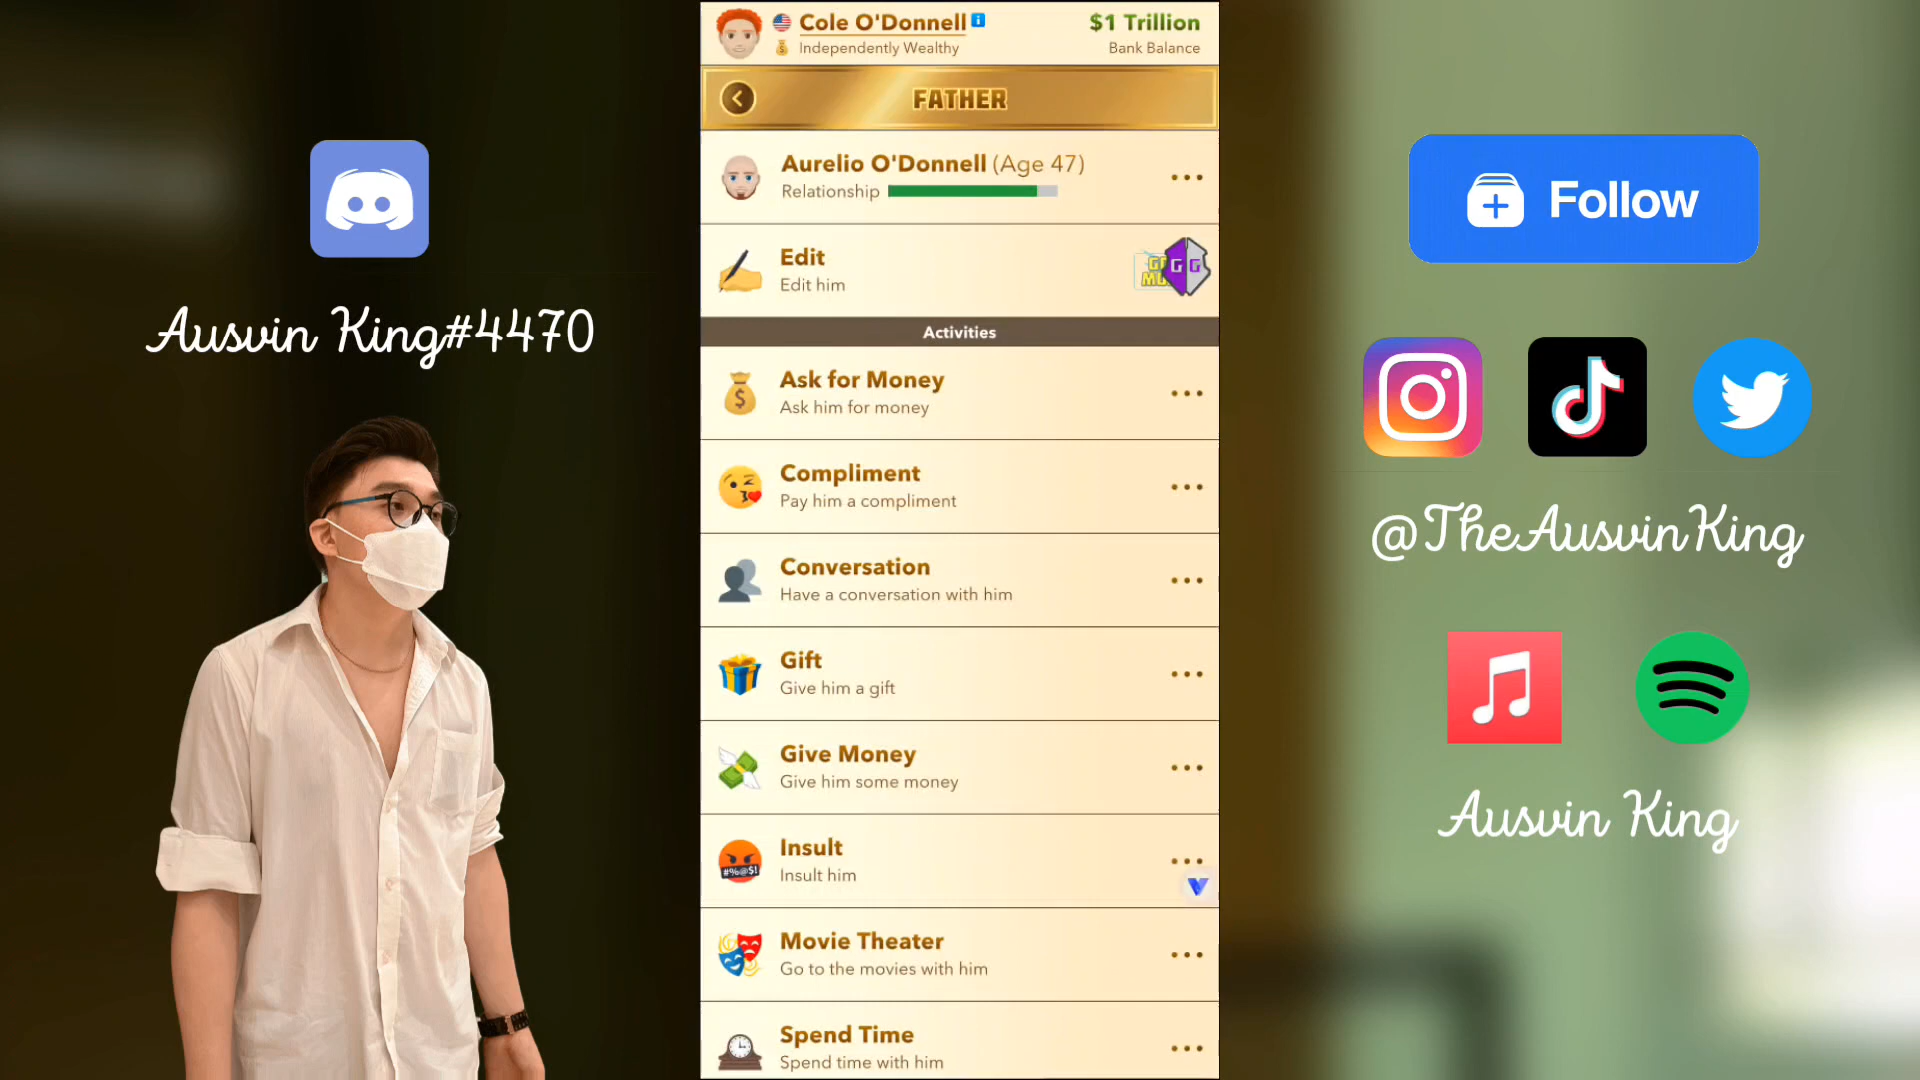 Cole O'Donnell
Independently Wealthy
$1 Trillion
Bank Balance
FATHER
Aurelio O'Donnell (Age 47)
Relationship
Edit
Edit him
GG
Activities
Ask for Money
Ask him for money
Compliment
Pay him a compliment
Conversation
Have a conversation with him
Gift
Give him a gift
Give Money
Give him some money
Insult
Insult him
#%@$!
Movie Theater
Go to the movies with him
Spend Time
Spend time with him
Ausvin King#4470
Follow
@TheAusvinKing
Ausvin King